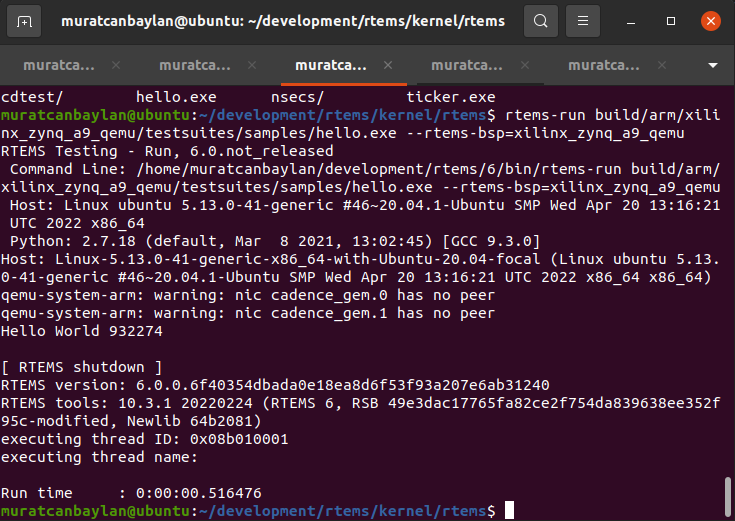 muratcanbaylan@ubuntu: ~/development/rtems/kernel/rtems
muratca... muratca... muratca... muratca... muratca...
cdtest/ hello.exe nsecs/ ticker.exe
muratcanbaylan@ubuntu:~/development/rtems/kernel/rtems$ rtems-run build/arm/xili
nx_zynq_a9_qemu/testsuites/samples/hello.exe --rtems-bsp=xilinx_zynq_a9_qemu
RTEMS Testing - Run, 6.0.not_released
Command Line: /home/muratcanbaylan/development/rtems/6/bin/rtems-run build/arm/
xilinx_zynq_a9_qemu/testsuites/samples/hello.exe --rtems-bsp=xilinx_zynq_a9_qemu
Host: Linux ubuntu 5.13.0-41-generic #46~20.04.1-Ubuntu SMP Wed Apr 20 13:16:21
UTC 2022 x86_64
Python: 2.7.18 (default, Mar  8 2021, 13:02:45) [GCC 9.3.0]
Host: Linux-5.13.0-41-generic-x86_64-with-Ubuntu-20.04-focal (Linux ubuntu 5.13.
0-41-generic #46~20.04.1-Ubuntu SMP Wed Apr 20 13:16:21 UTC 2022 x86_64 x86_64)
qemu-system-arm: warning: nic cadence_gem.0 has no peer
qemu-system-arm: warning: nic cadence_gem.1 has no peer
Hello World 932274
[ RTEMS shutdown ]
RTEMS version: 6.0.0.6f40354dbada0e18ea8d6f53f93a207e6ab31240
RTEMS tools: 10.3.1 20220224 (RTEMS 6, RSB 49e3dac17765fa82ce2f754da839638ee352f
95c-modified, Newlib 64b2081)
executing thread ID: 0x08b010001
executing thread name:
Run time     : 0:00:00.516476
muratcanbaylan@ubuntu:~/development/rtems/kernel/rtems$